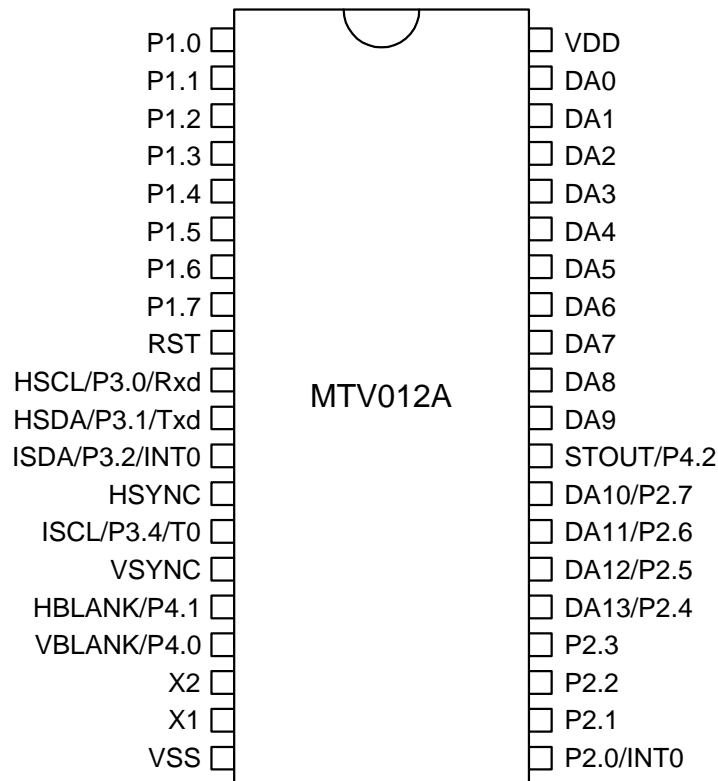 P1.0
P1.1
P1.2
P1.3
P1.4
P1.5
P1.6
P1.7
RST
HSCL/P3.0/Rxd
HSDA/P3.1/Txd
ISDA/P3.2/INT0
HSYNC
ISCL/P3.4/T0
VSYNC
HBLANK/P4.1
VBLANK/P4.0
X2
X1
VSS
MTV012A
VDD
DA0
DA1
DA2
DA3
DA4
DA5
DA6
DA7
DA8
DA9
STOUT/P4.2
DA10/P2.7
DA11/P2.6
DA12/P2.5
DA13/P2.4
P2.3
P2.2
P2.1
P2.0/INT0